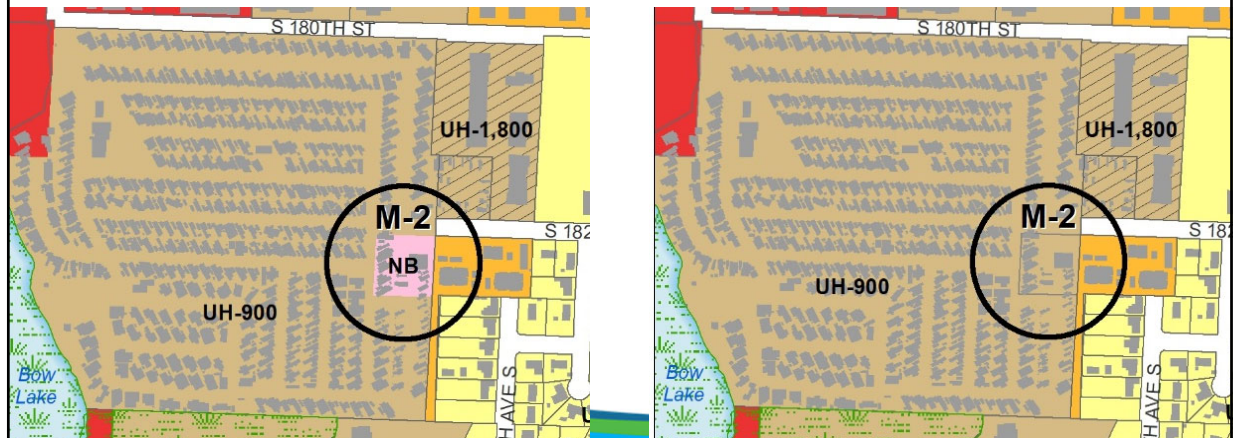 S 180TH ST
UH-1,800
M-2
S 182
NB
UH-900
Bow
Lake
H AVE S
S 180TH ST
UH-1,800
M-2
S 182
UH-900
Bow
Lake
H AVE S